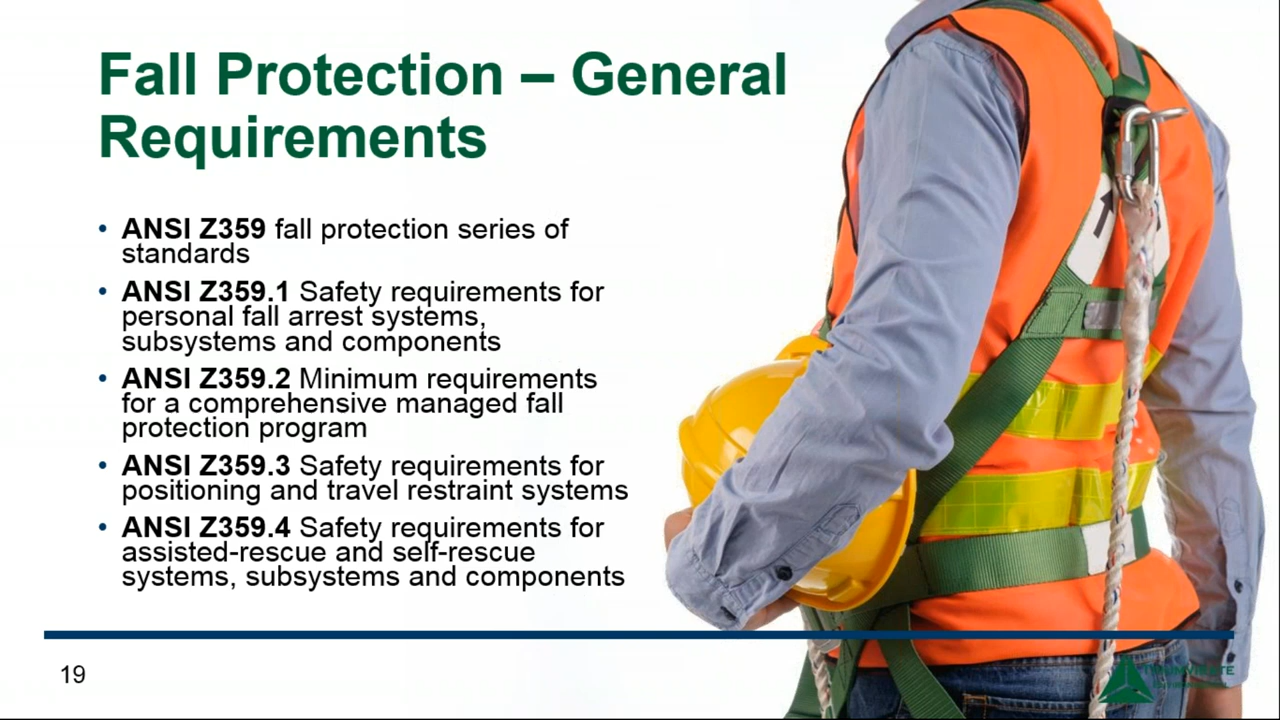 Fall Protection – General
Requirements
• ANSI Z359 fall protection series of
standards
• ANSI Z359.1 Safety requirements for
personal fall arrest systems,
subsystems and components
• ANSI Z359.2 Minimum requirements
for a comprehensive managed fall
protection program
• ANSI Z359.3 Safety requirements for
positioning and travel restraint systems
• ANSI Z359.4 Safety requirements for
assisted-rescue and self-rescue
systems, subsystems and components
19